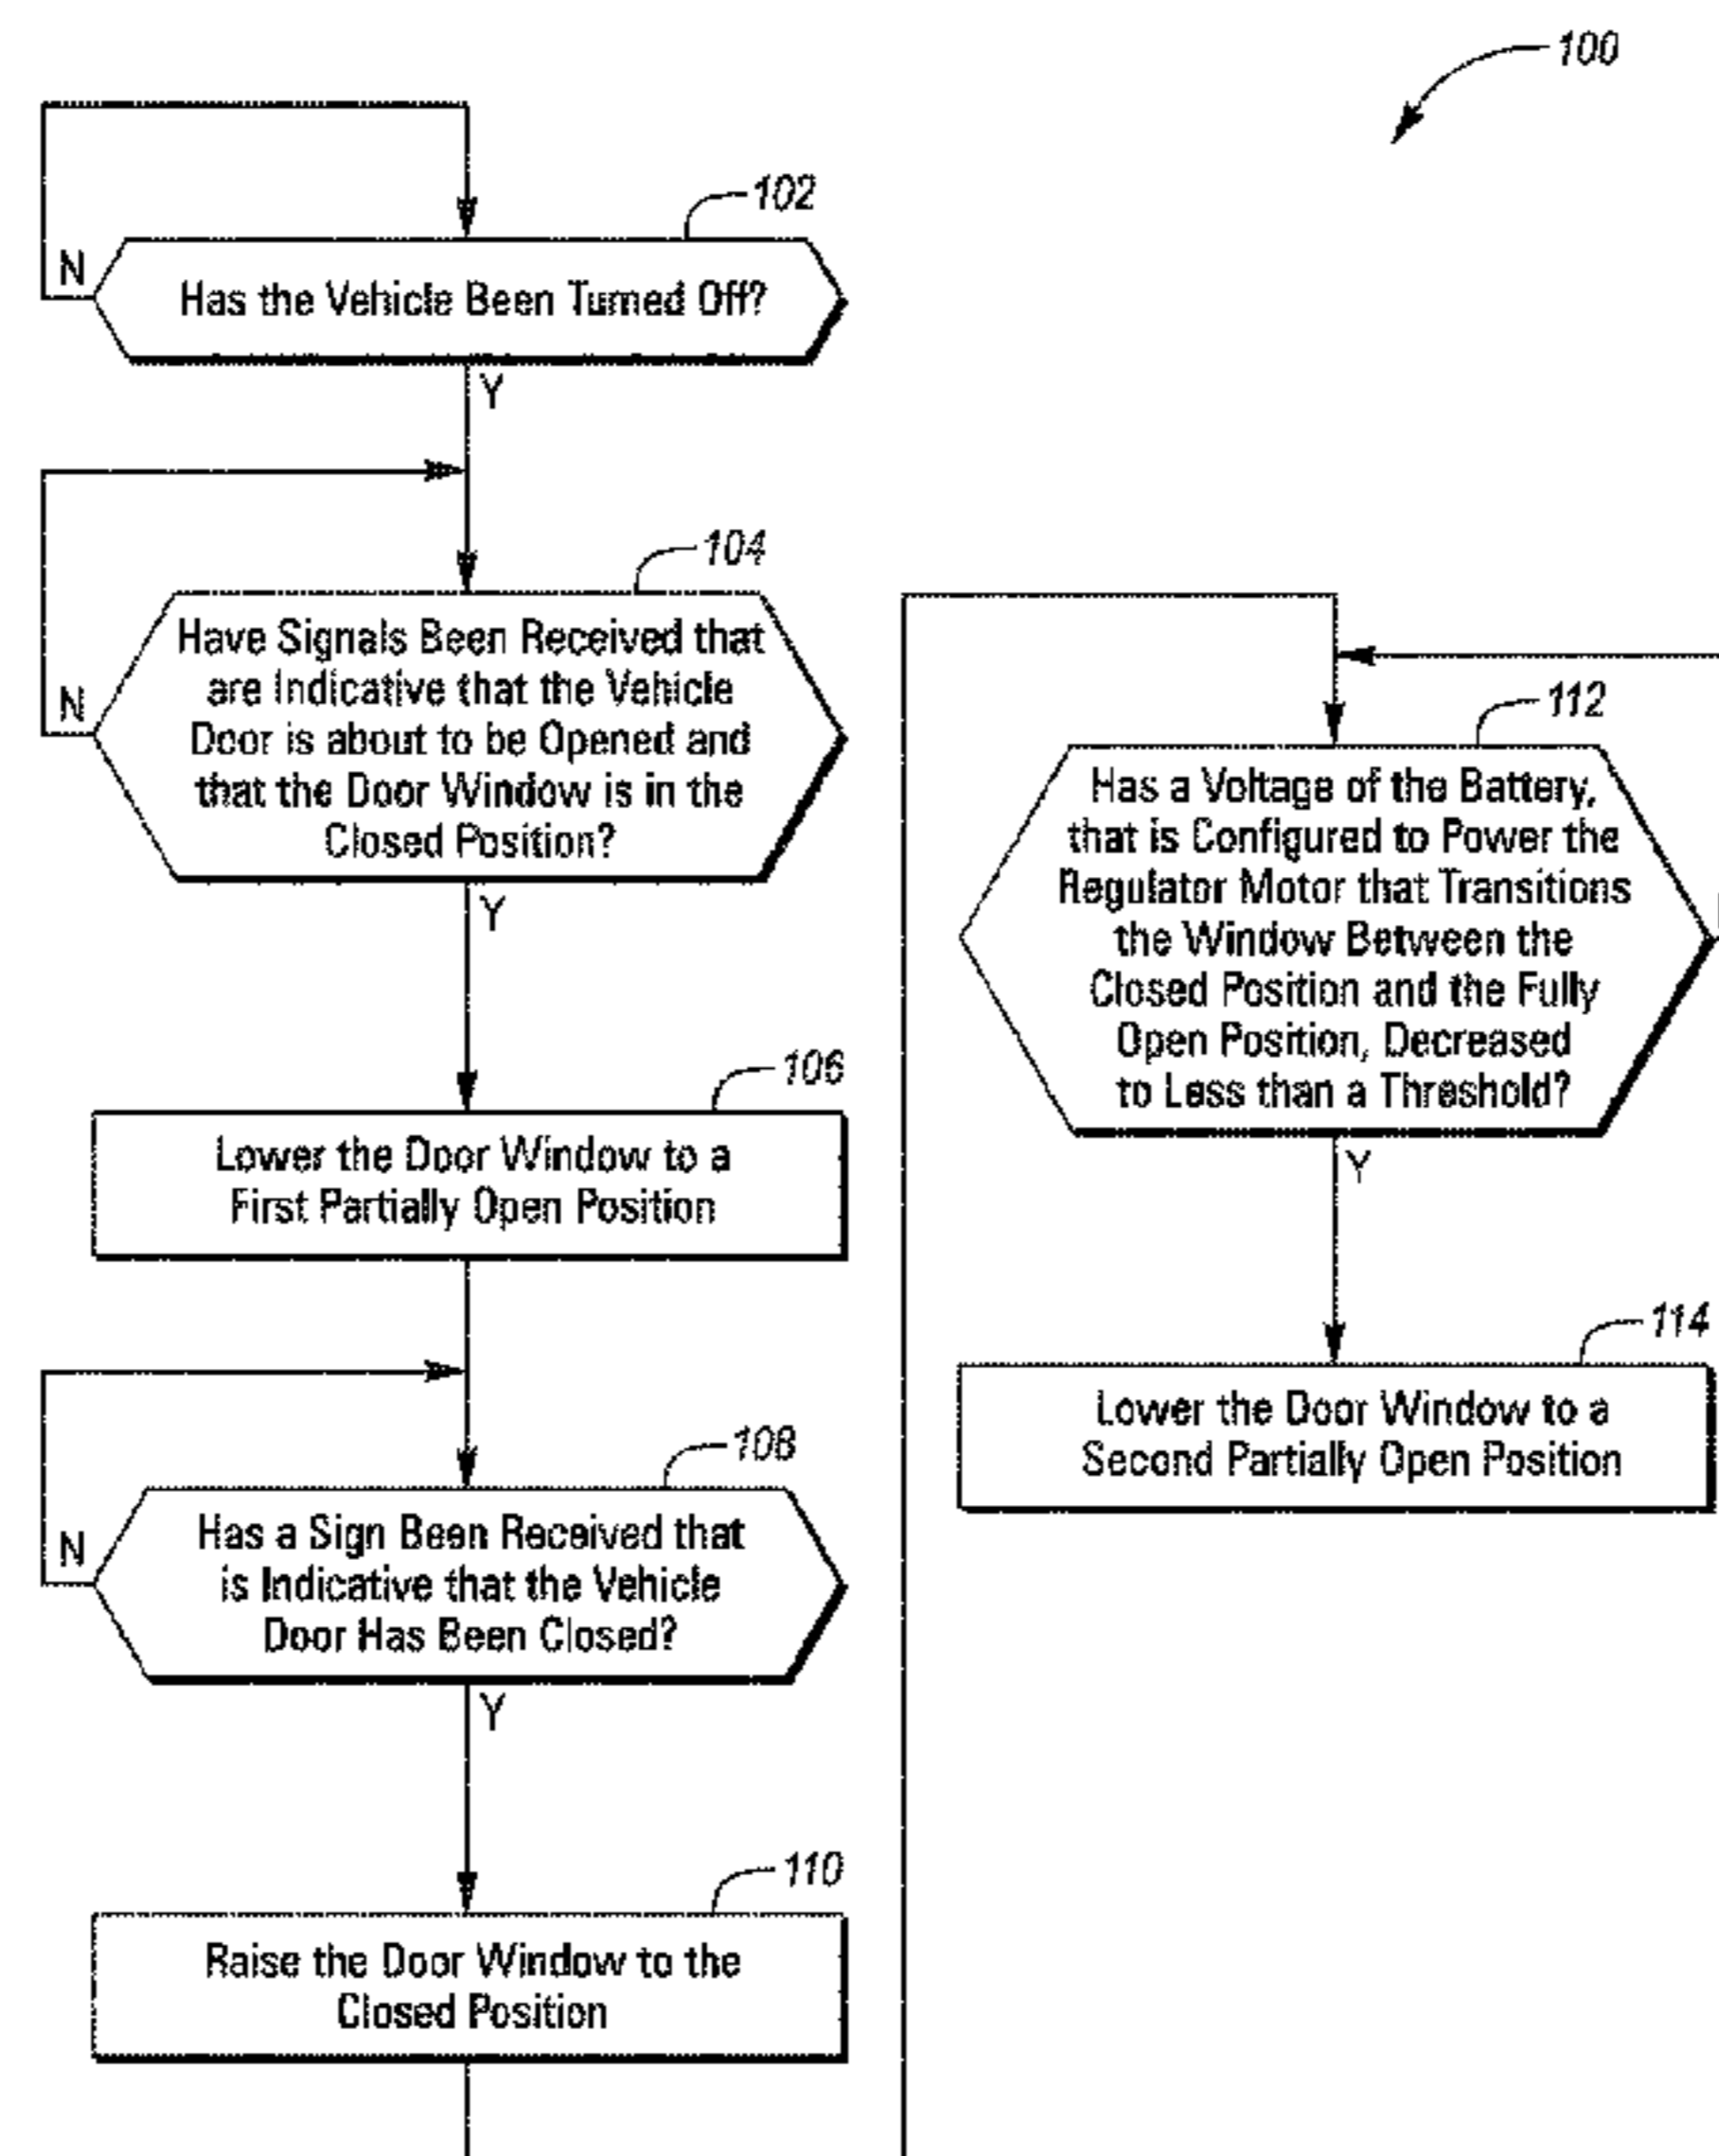 100
102
N
Has the Vehicle Been Turned Off?
Y
104
Have Signals Been Received that
are Indicative that the Vehicle
Door is about to be Opened and
that the Door Window is in the
Closed Position?
N
Y
106
Lower the Door Window to a
First Partially Open Position
108
Has a Sign Been Received that
is Indicative that the Vehicle
Door Has Been Closed?
N
Y
110
Raise the Door Window to the
Closed Position
112
Has a Voltage of the Battery,
that is Configured to Power the
Regulator Motor that Transitions
the Window Between the
Closed Position and the Fully
Open Position, Decreased
to Less than a Threshold?
Y
114
Lower the Door Window to a
Second Partially Open Position